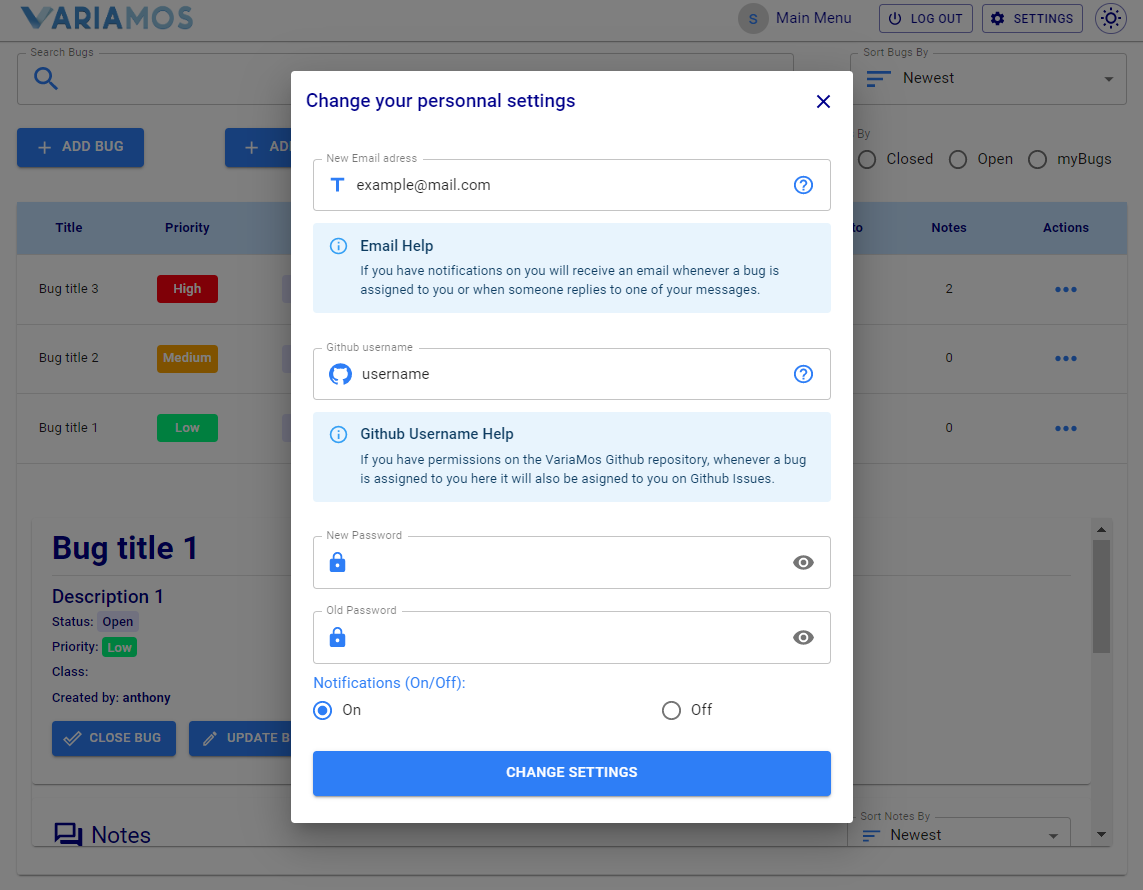 VARIAMOS
S Main Menu LOG OUT SETTINGS
Search Bugs
Sort Bugs By
Newest
ADD BUG
By
Closed Open myBugs
Title Priority Notes Actions
Bug title 3 High 2
Bug title 2 Medium 0
Bug title 1 Low 0
Bug title 1
Description 1
Status: Open
Priority: Low
Class:
Created by: anthony
CLOSE BUG UPDATE B
Notes
Sort Notes By
Newest
Change your personnal settings
New Email adress
example@mail.com
Email Help
If you have notifications on you will receive an email whenever a bug is
assigned to you or when someone replies to one of your messages.
Github username
username
Github Username Help
If you have permissions on the VariaMos Github repository, whenever a bug
is assigned to you here it will also be asigned to you on Github Issues.
New Password
Old Password
Notifications (On/Off):
On Off
CHANGE SETTINGS